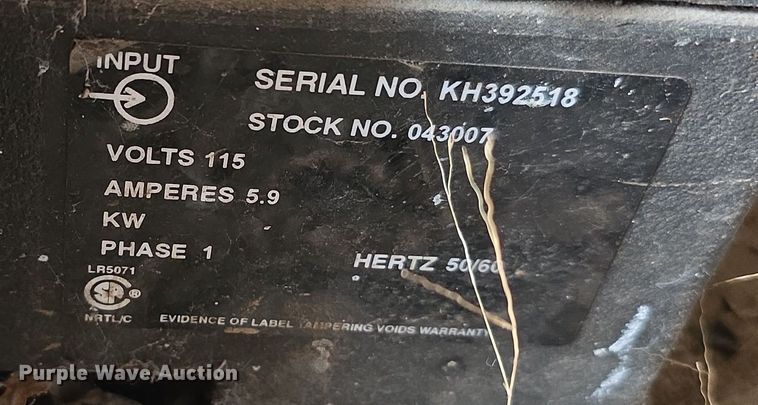 INPUT
SERIAL NO. KH392518
STOCK NO. 043007
VOLTS 115
AMPERES 5.9
KW
PHASE 1
HERTZ 50/60
LR5071
SA ®
NRTL/C
EVIDENCE OF LABEL TAMPERING VOIDS WARRANTY
Purple Wave Auction